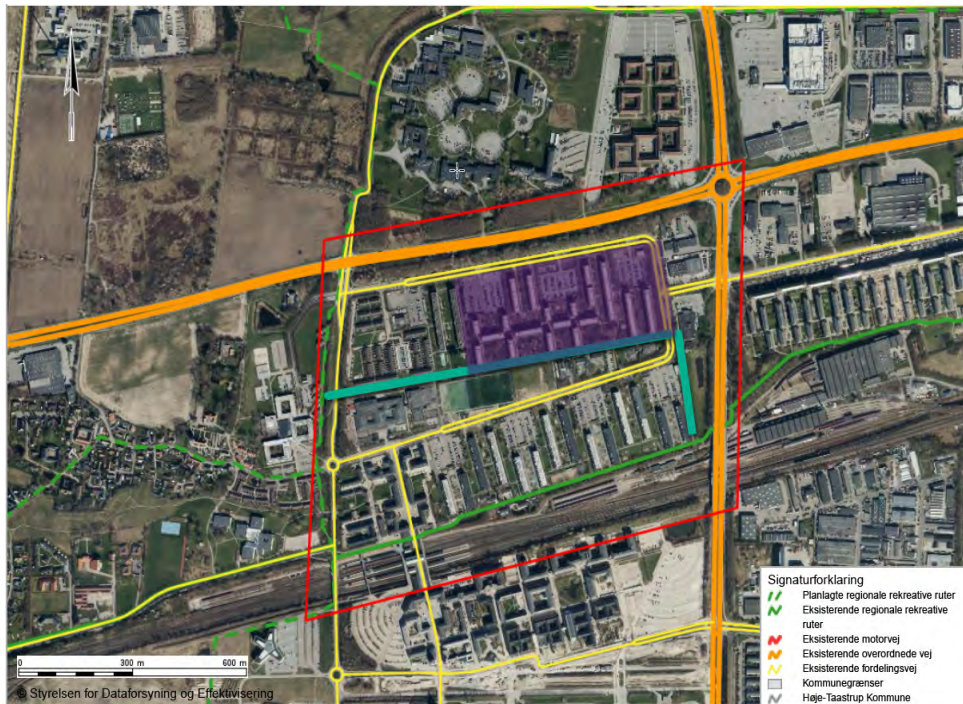 0 300 m 600 m
© Styrelsen for Dataforsyning og Effektivisering
Signaturforklaring
Planlagte regionale rekreative ruter
Eksisterende regionale rekreative
ruter
Eksisterende motorvej
Eksisterende overordnede vej
Eksisterende fordelingsvej
Kommunegrænser
Høje-Taastrup Kommune